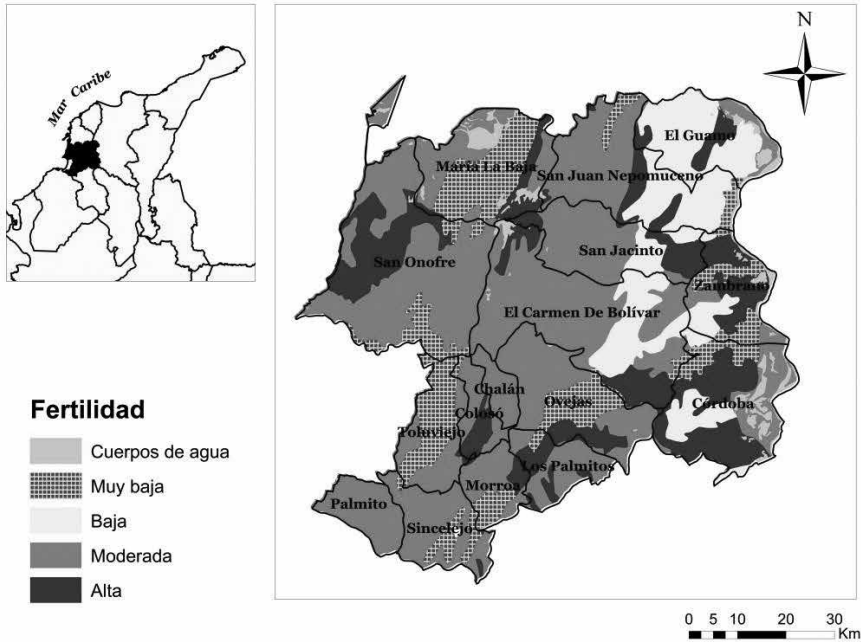 Mar Caribe
N
El Guamo
María La Baja
San Juan Nepomuceno
San Jacinto
San Onofre
Zambrano
El Carmen De Bolívar
Chalán
Ovejas
Córdoba
Colosó
Toluviejo
Los Palmitos
Morroa
Palmito
Sincelejo
Fertilidad
Cuerpos de agua
Muy baja
Baja
Moderada
Alta
0 5 10 20 30
Km